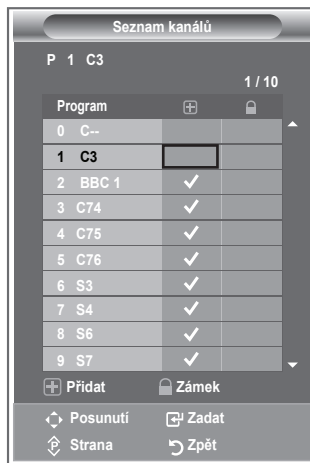 Seznam kanálů
P 1 C3
1 / 10
Program
0 C--
1 C3
2 BBC 1
3 C74
4 C75
5 C76
6 S3
7 S4
8 S6
9 S7
Přidat Zámek
Posunutí Zadat
P Strana Zpět